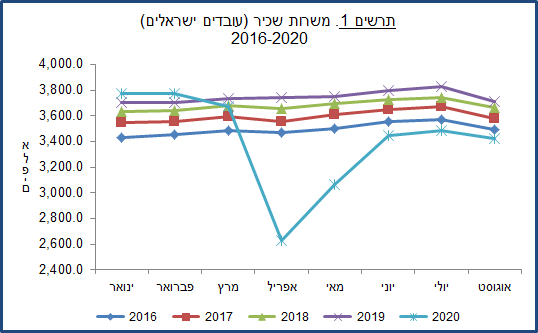 תרשים 1. משרות שכיר (עובדים ישראלים)
2016-2020
אלפים
4,000.0
3,800.0
3,600.0
3,400.0
3,200.0
3,000.0
2,800.0
2,600.0
2,400.0
ינואר פברואר מרץ אפריל מאי יוני יולי אוגוסט
2016 2017 2018 2019 2020